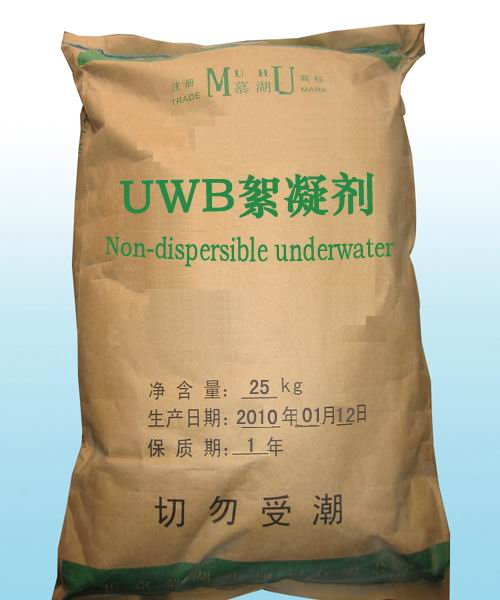 注册 MUHU 商标
TRADE 慕湖 MARK
UWB絮凝剂
Non-dispersible underwater
净含量: 25 kg
生产日期: 2010年01月12日
保质期: 1年
切勿受潮